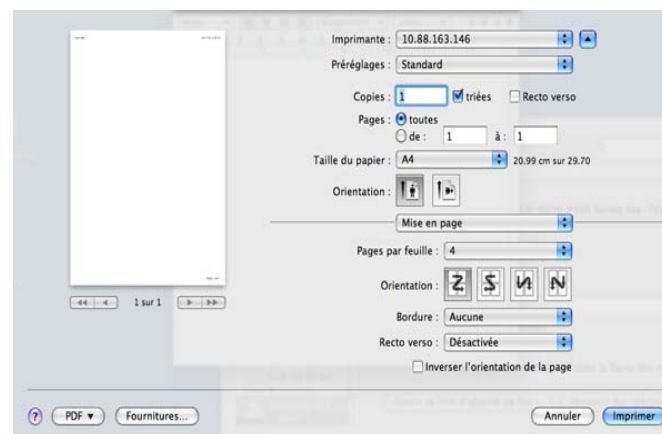 Imprimante : 10.88.163.146
Préréglages : Standard
Copies : 1 triées Recto verso
Pages : toutes
de : 1 à : 1
Taille du papier : A4 20.99 cm sur 29.70
Orientation :
Mise en page
Pages par feuille : 4
Orientation :
Bordure : Aucune
Recto verso : Désactivée
Inverser l'orientation de la page
1 sur 1
? PDF ▼ Fournitures... Annuler Imprimer